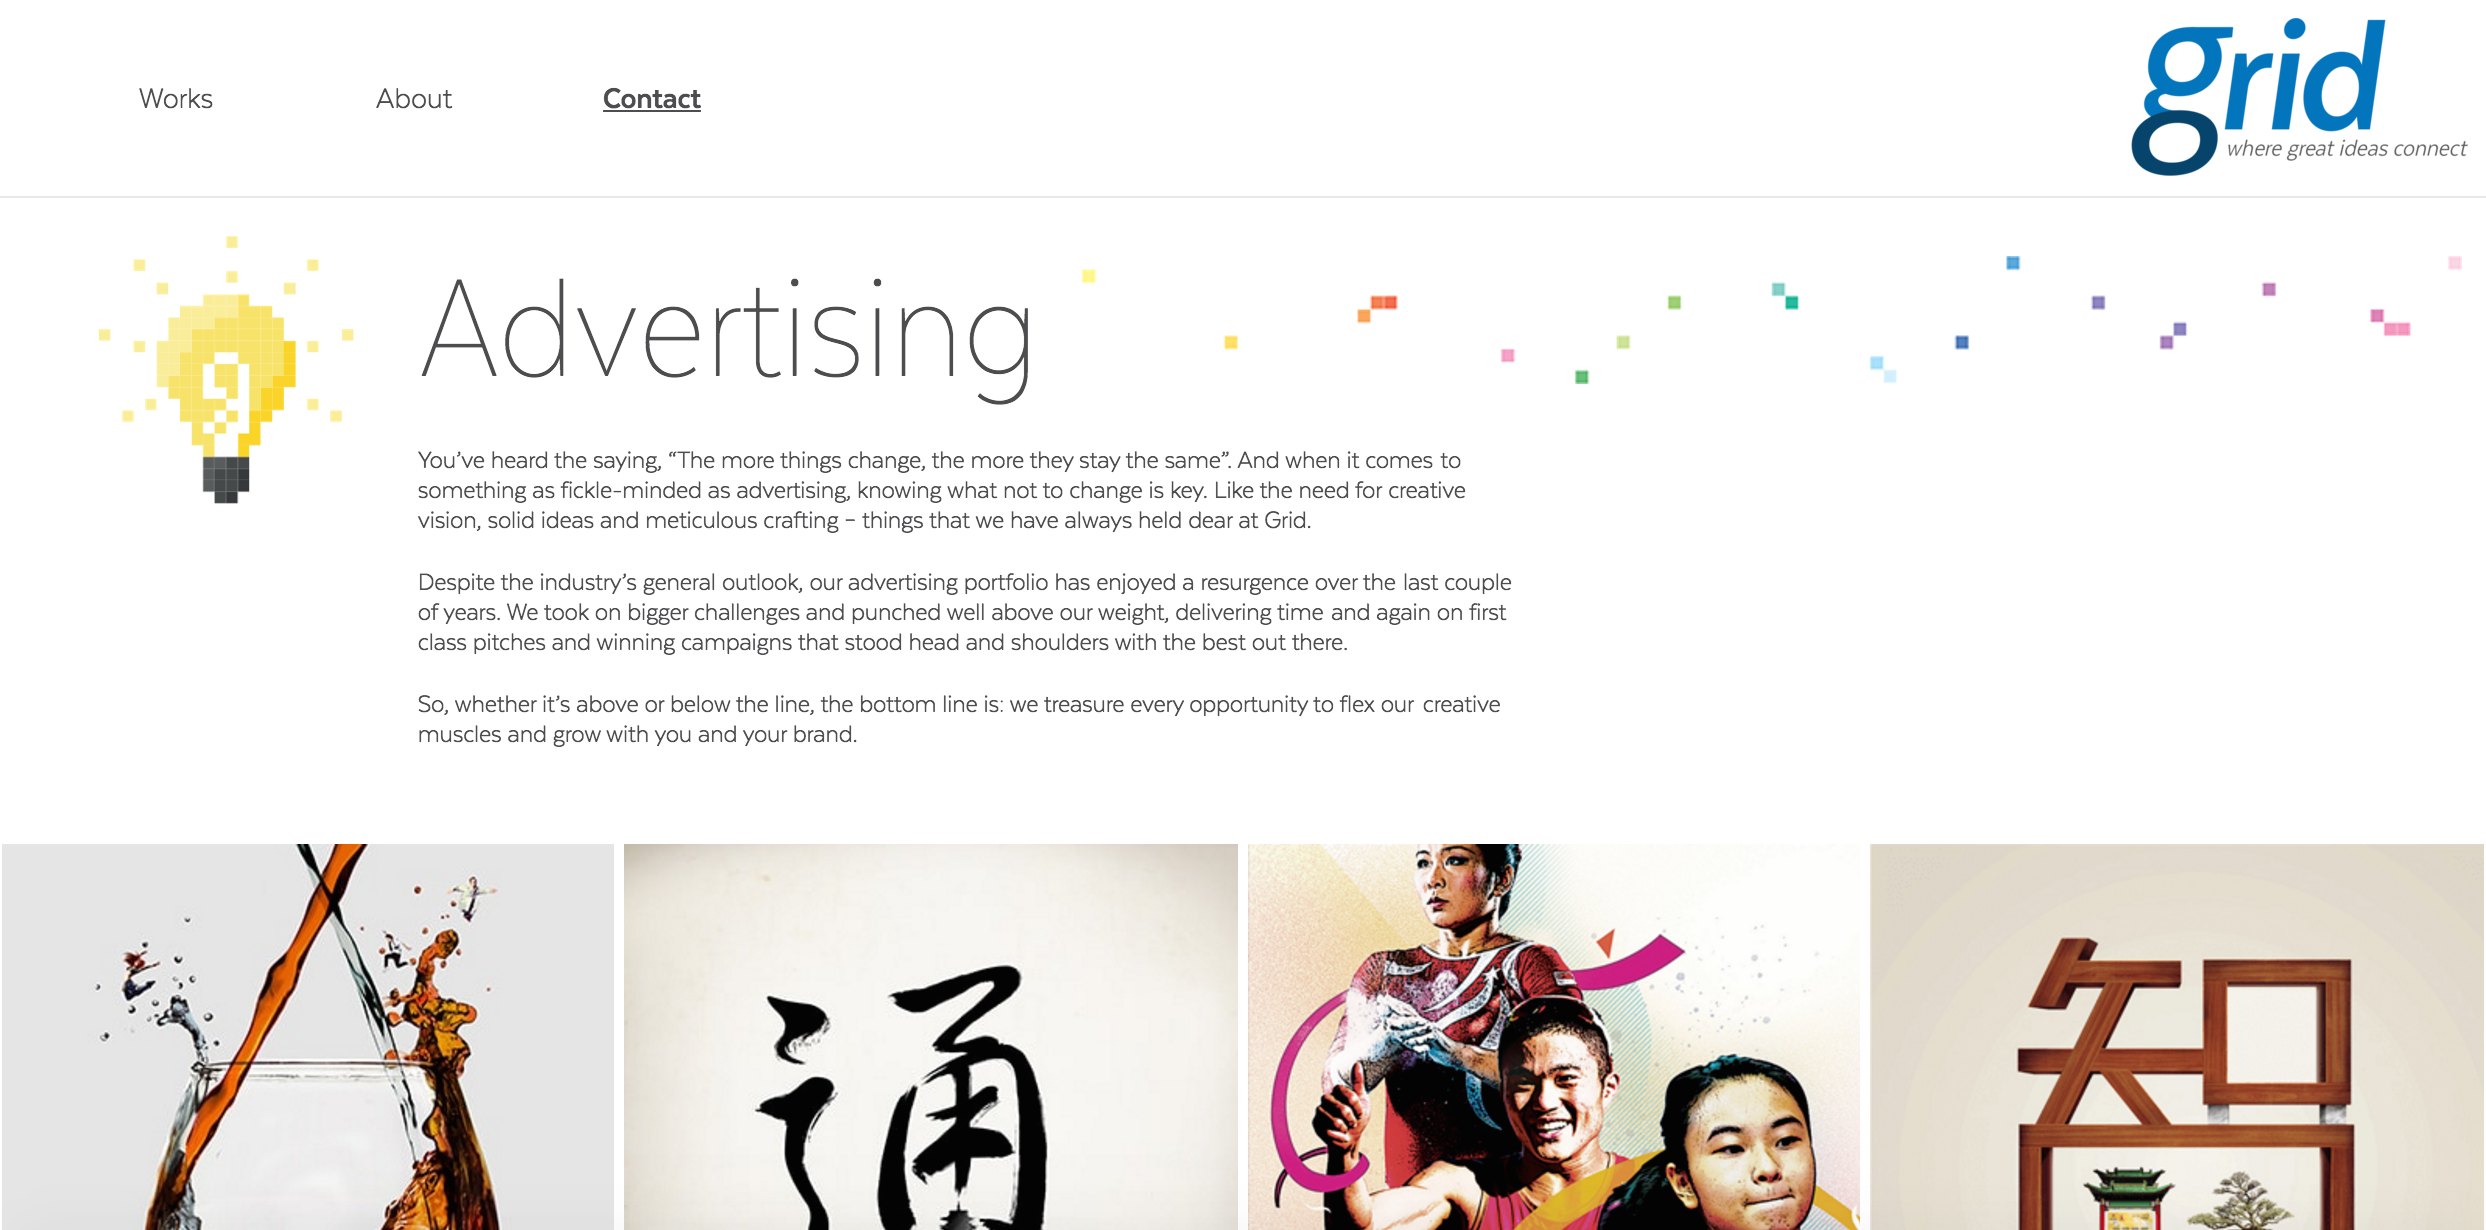 Works
About
Contact
grid
where great ideas connect
Advertising
You’ve heard the saying, “The more things change, the more they stay the same”. And when it comes to
something as fickle-minded as advertising, knowing what not to change is key. Like the need for creative
vision, solid ideas and meticulous crafting – things that we have always held dear at Grid.
Despite the industry’s general outlook, our advertising portfolio has enjoyed a resurgence over the last couple
of years. We took on bigger challenges and punched well above our weight, delivering time and again on first
class pitches and winning campaigns that stood head and shoulders with the best out there.
So, whether it’s above or below the line, the bottom line is: we treasure every opportunity to flex our creative
muscles and grow with you and your brand.
通
智